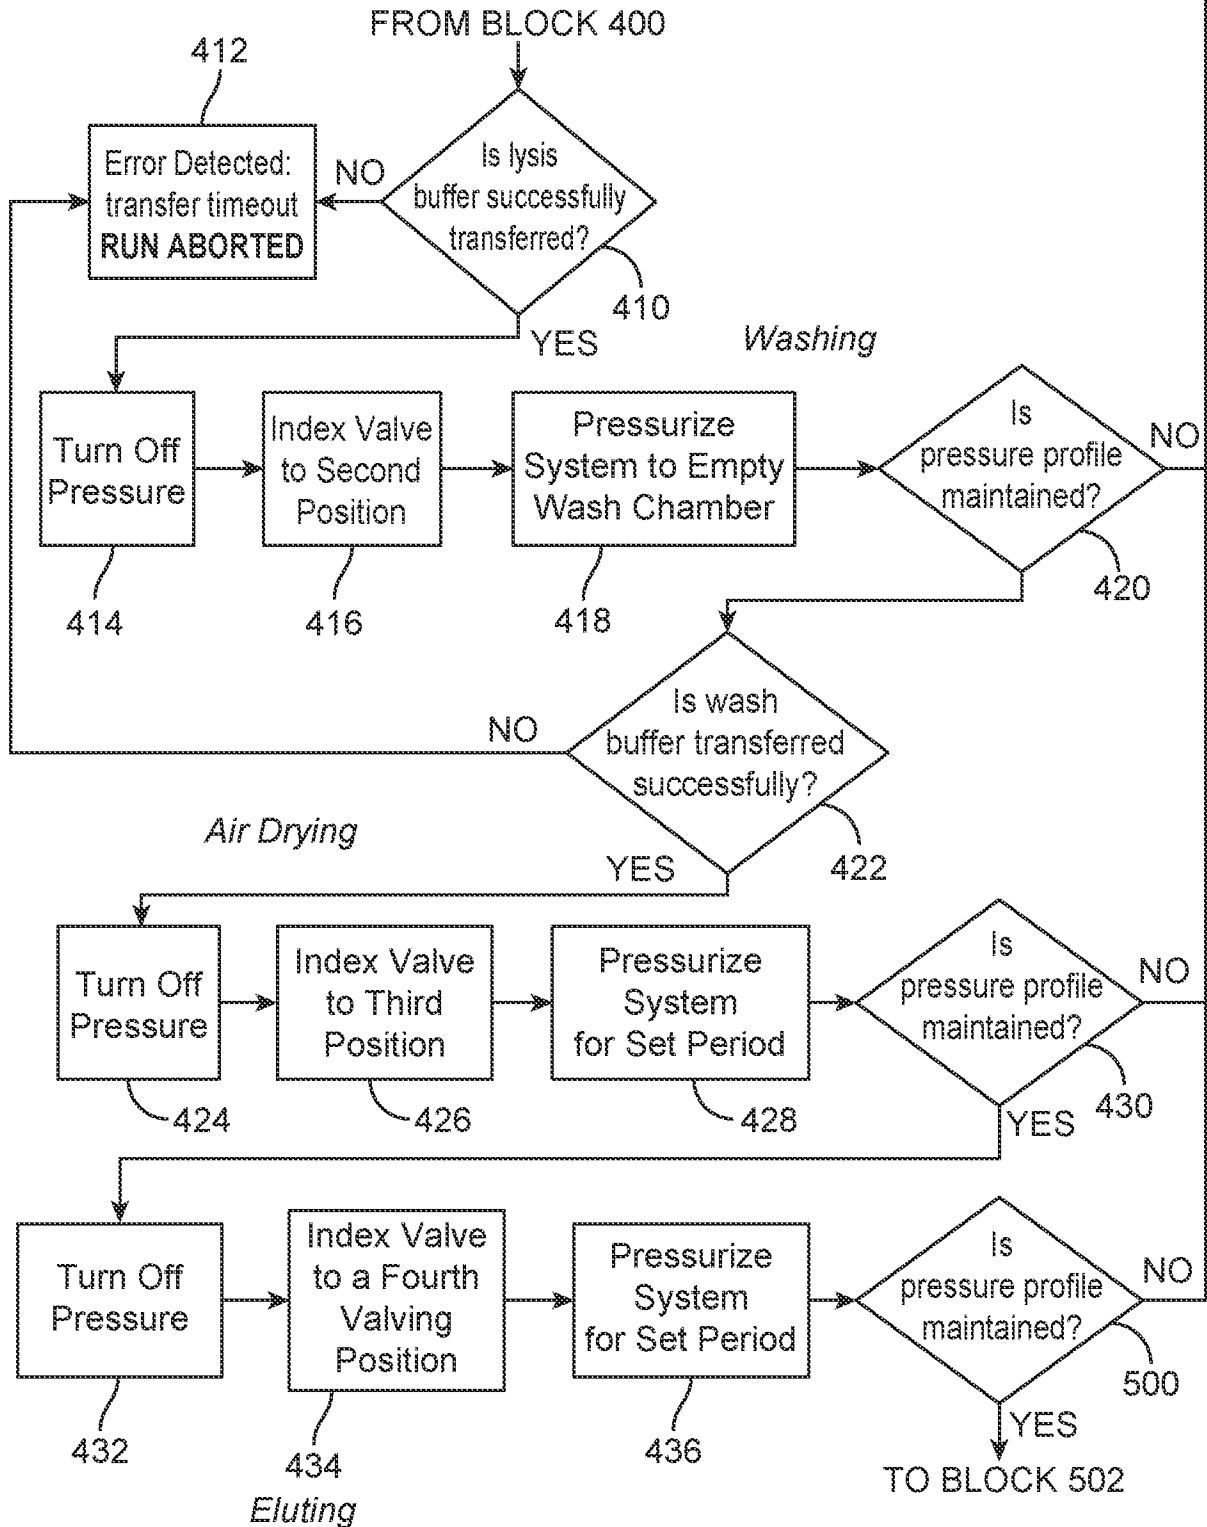 FROM BLOCK 400
412
Error Detected:
transfer timeout
RUN ABORTED
NO
Is lysis
buffer successfully
transferred?
410
YES
Washing
Turn Off
Pressure
414
Index Valve
to Second
Position
416
Pressurize
System to Empty
Wash Chamber
418
Is
pressure profile
maintained?
NO
420
Is wash
buffer transferred
successfully?
NO
422
YES
Air Drying
Turn Off
Pressure
424
Index Valve
to Third
Position
426
Pressurize
System
for Set Period
428
Is
pressure profile
maintained?
NO
430
YES
Turn Off
Pressure
432
Index Valve
to a Fourth
Valving
Position
434
Pressurize
System
for Set Period
436
Is
pressure profile
maintained?
NO
500
YES
TO BLOCK 502
Eluting